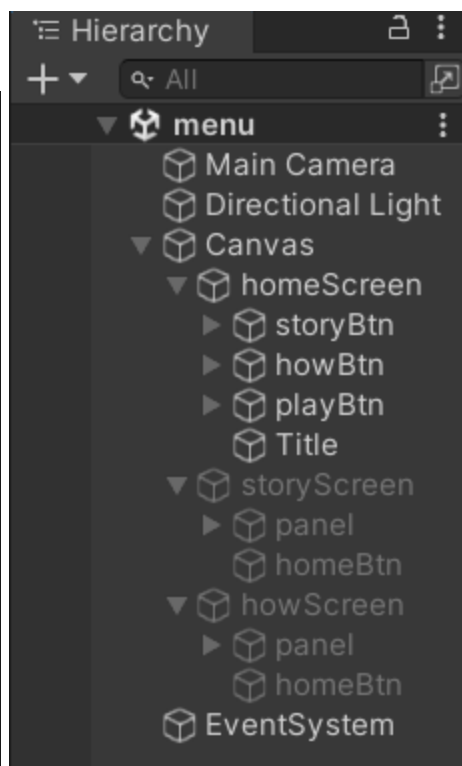 Hierarchy
All
menu
Main Camera
Directional Light
Canvas
homeScreen
storyBtn
howBtn
playBtn
Title
storyScreen
panel
homeBtn
howScreen
panel
homeBtn
EventSystem